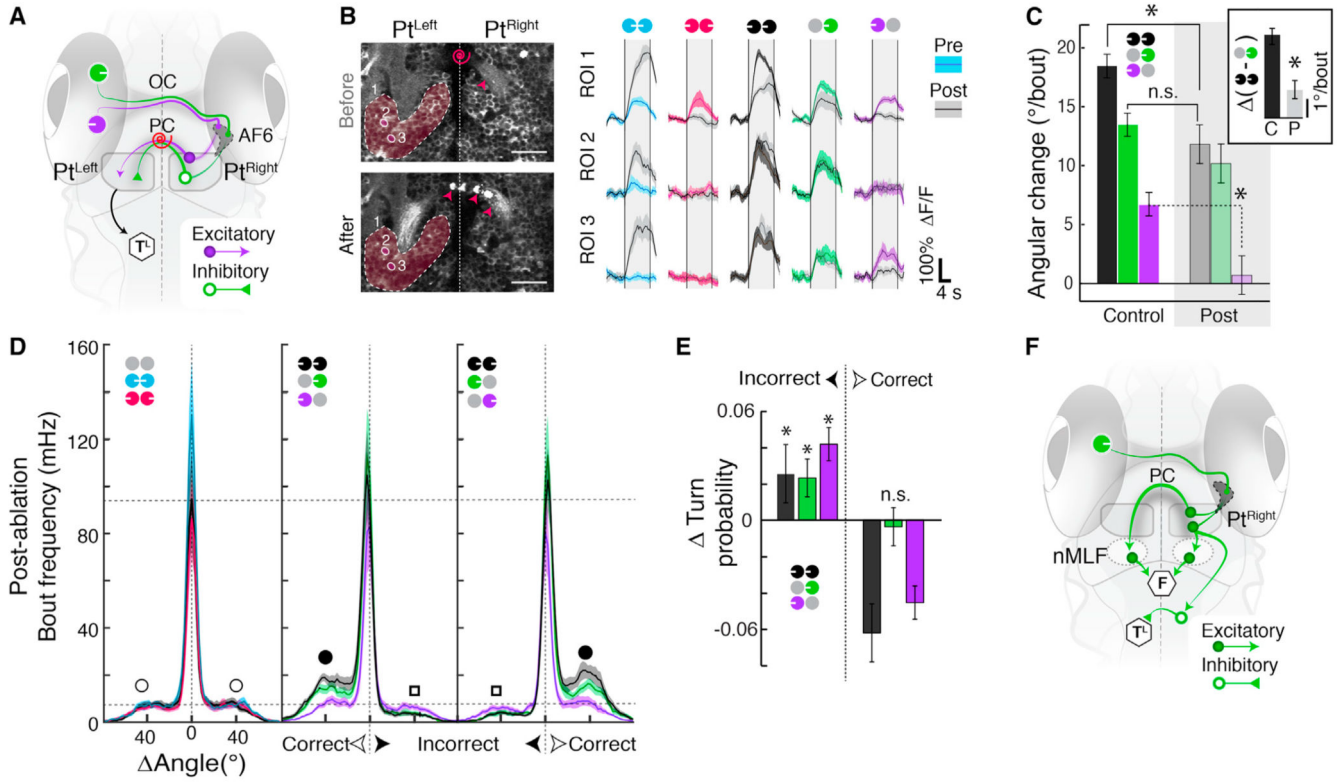 A
OC
PC
AF6
Pt^Left
Pt^Right
T^L
Excitatory
Inhibitory
B
Pt^Left
Pt^Right
Before
1
2
3
After
1
2
3
ROI 1
ROI 2
ROI 3
Pre
Post
100% ΔF/F
4 s
C
Angular change (°/bout)
20
15
10
5
0
*
n.s.
*
Control
Post
Δ( - )
*
1°/bout
C P
D
Post-ablation
Bout frequency (mHz)
160
120
80
40
0
40 0 40
ΔAngle(°)
Correct
Incorrect
Correct
E
Incorrect
Correct
Δ Turn
probability
0.06
0
-0.06
* * *
n.s.
F
PC
Pt^Right
nMLF
F
T^L
Excitatory
Inhibitory